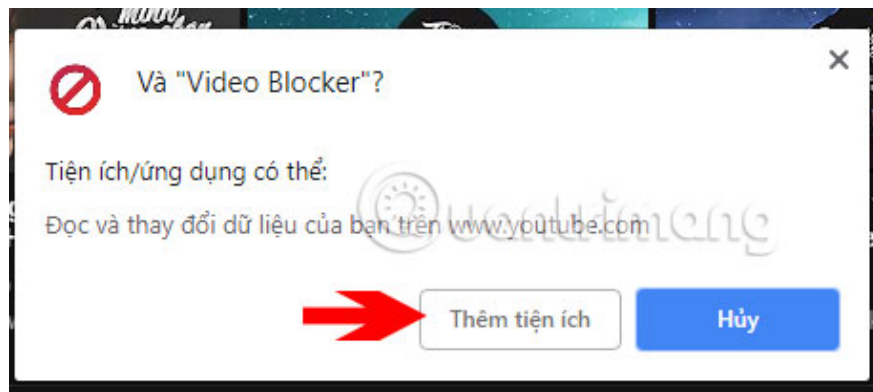 Và "Video Blocker"?
Tiện ích/ứng dụng có thể:
Đọc và thay đổi dữ liệu của bạn trên www.youtube.com
Quantrimang
Thêm tiện ích
Hủy